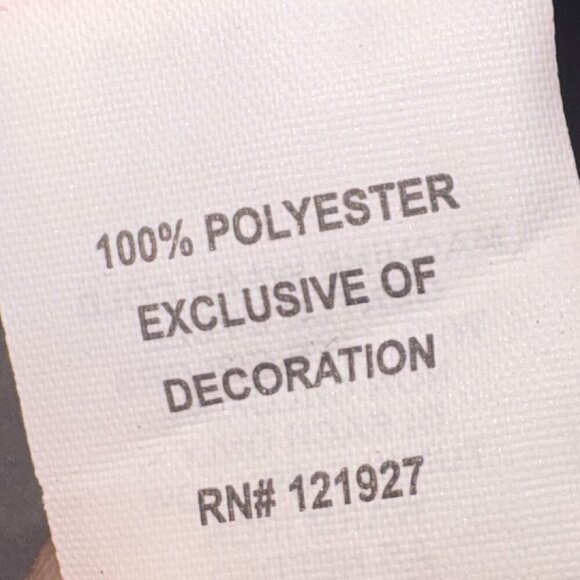 100% POLYESTER
EXCLUSIVE OF
DECORATION
RN# 121927